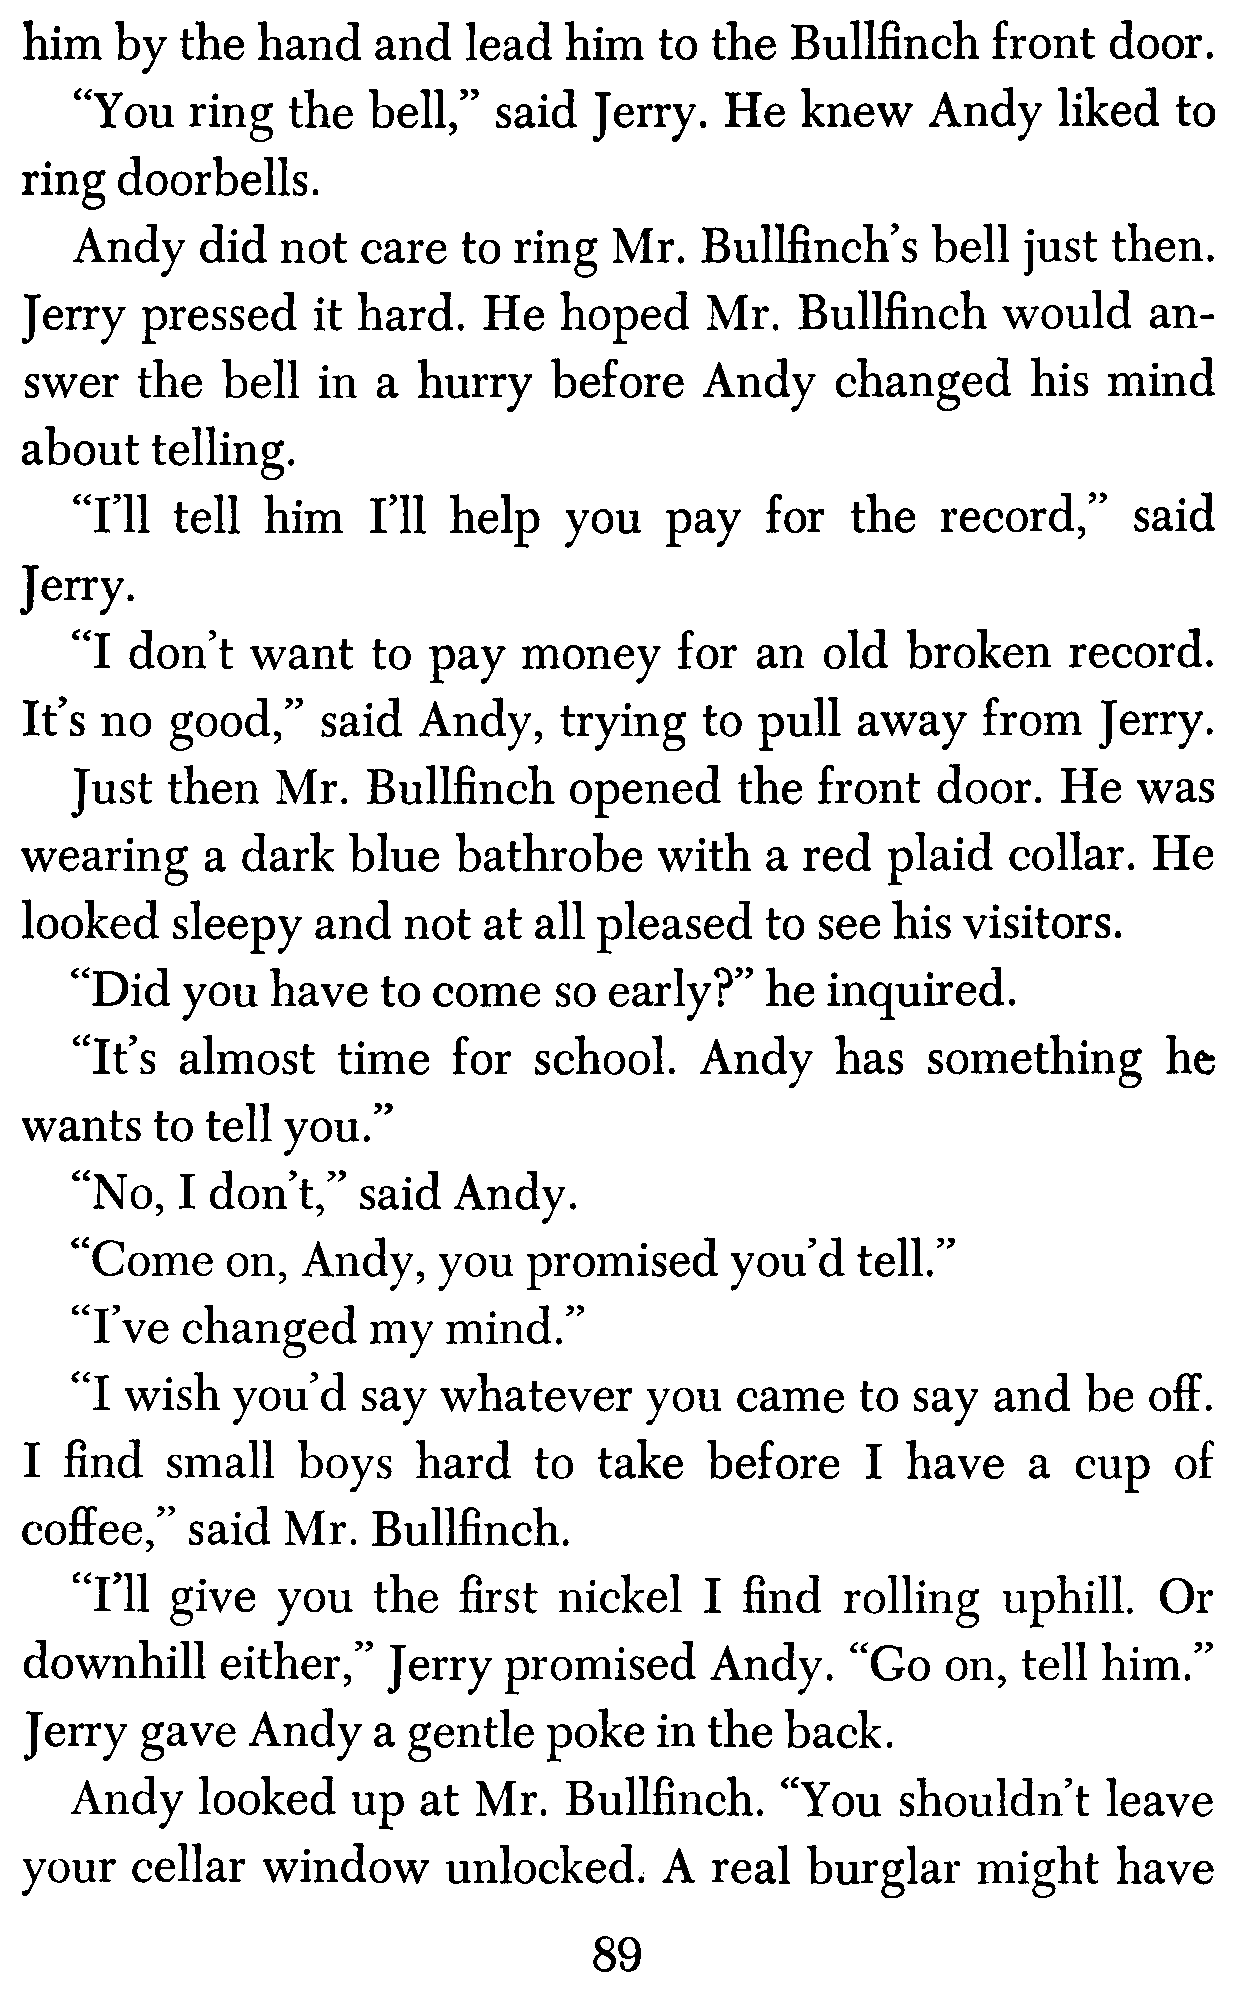 him by the hand and lead him to the Bullfinch front door.
“You ring the bell,” said Jerry. He knew Andy liked to
ring doorbells.
Andy did not care to ring Mr. Bullfinch’s bell just then.
Jerry pressed it hard. He hoped Mr. Bullfinch would an-
swer the bell in a hurry before Andy changed his mind
about telling.
“I’ll tell him I’ll help you pay for the record,” said
Jerry.
“I don’t want to pay money for an old broken record.
It’s no good,” said Andy, trying to pull away from Jerry.
Just then Mr. Bullfinch opened the front door. He was
wearing a dark blue bathrobe with a red plaid collar. He
looked sleepy and not at all pleased to see his visitors.
“Did you have to come so early?” he inquired.
“It’s almost time for school. Andy has something he
wants to tell you.”
“No, I don’t,” said Andy.
“Come on, Andy, you promised you’d tell.”
“I’ve changed my mind.”
“I wish you’d say whatever you came to say and be off.
I find small boys hard to take before I have a cup of
coffee,” said Mr. Bullfinch.
“I’ll give you the first nickel I find rolling uphill. Or
downhill either,” Jerry promised Andy. “Go on, tell him.”
Jerry gave Andy a gentle poke in the back.
Andy looked up at Mr. Bullfinch. “You shouldn’t leave
your cellar window unlocked. A real burglar might have
89